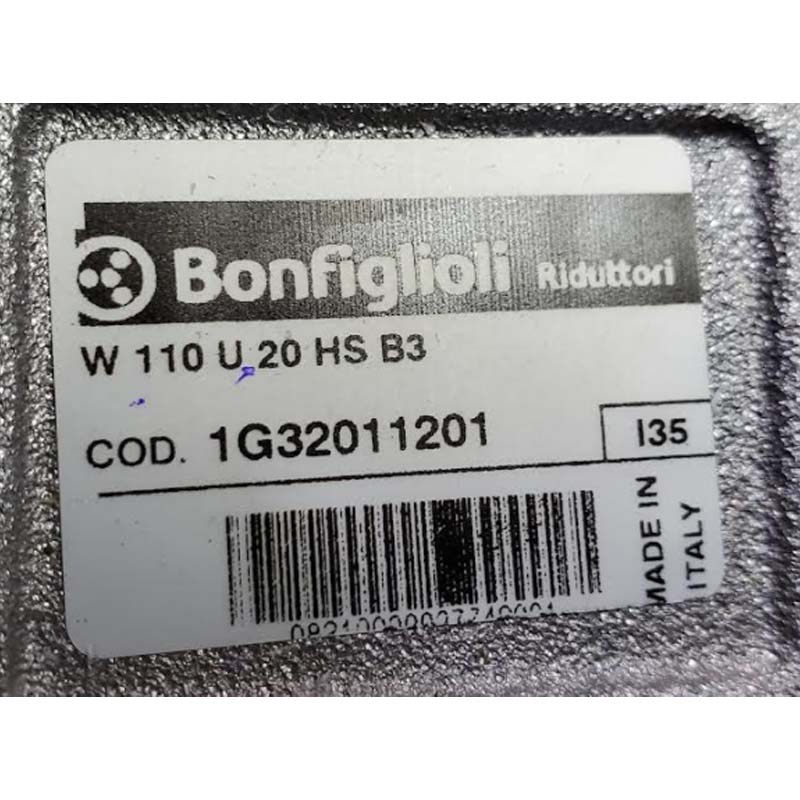 Bonfiglioli Riduttori
W 110 U 20 HS B3
COD. 1G32011201
I35
MADE IN
ITALY